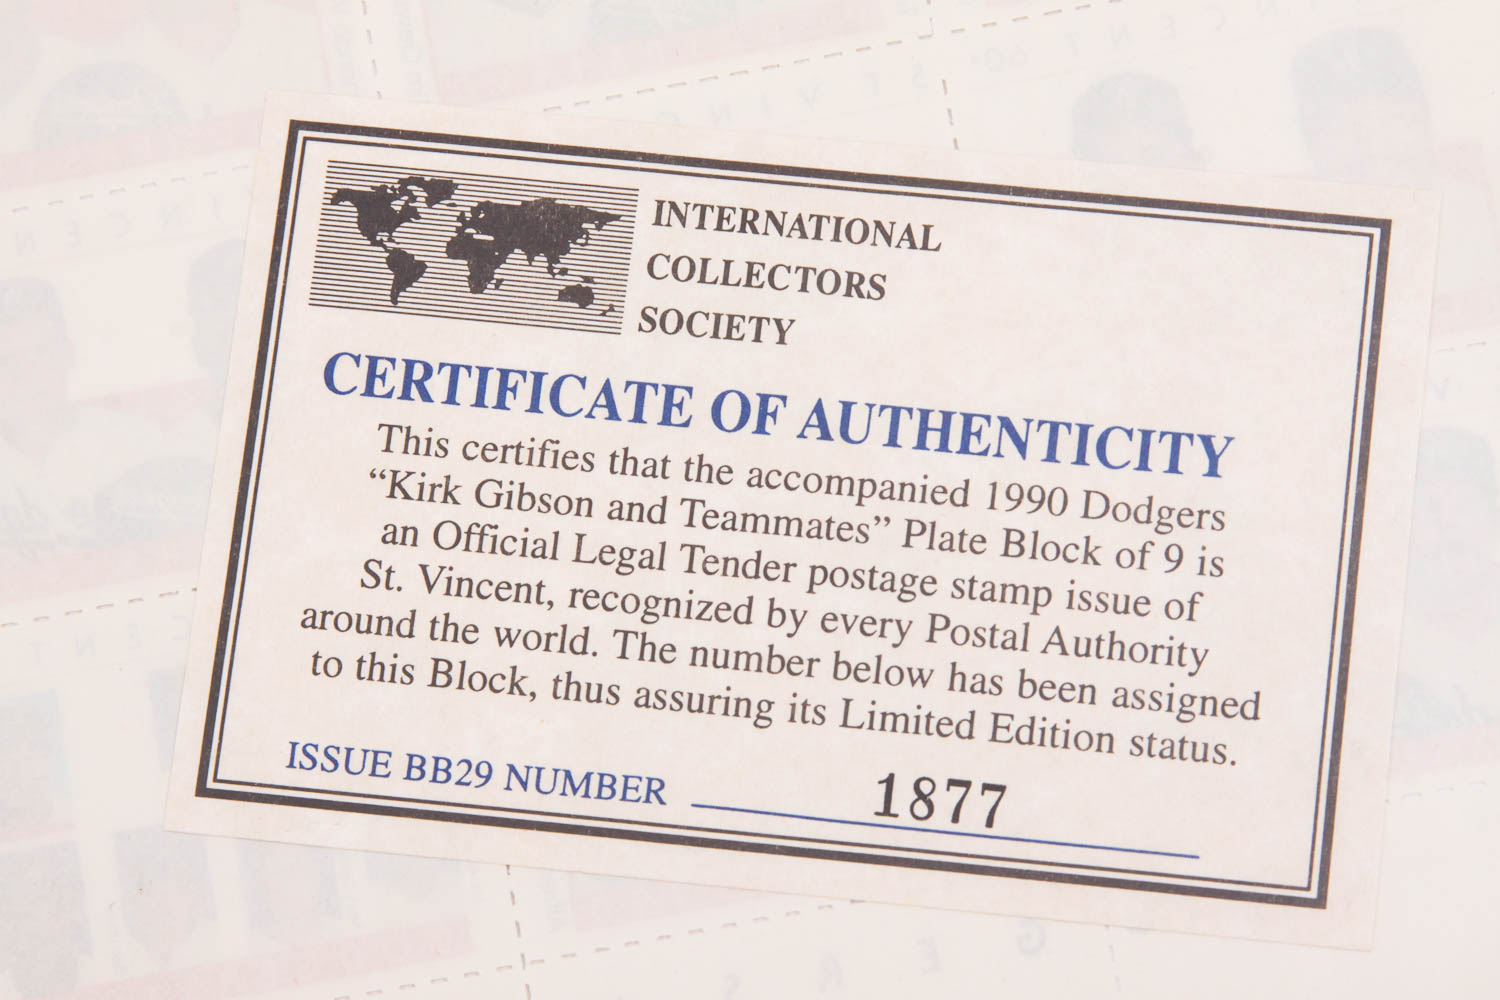 INTERNATIONAL
COLLECTORS
SOCIETY
CERTIFICATE OF AUTHENTICITY
This certifies that the accompanied 1990 Dodgers
“Kirk Gibson and Teammates” Plate Block of 9 is
an Official Legal Tender postage stamp issue of
St. Vincent, recognized by every Postal Authority
around the world. The number below has been assigned
to this Block, thus assuring its Limited Edition status.
ISSUE BB29 NUMBER 1877